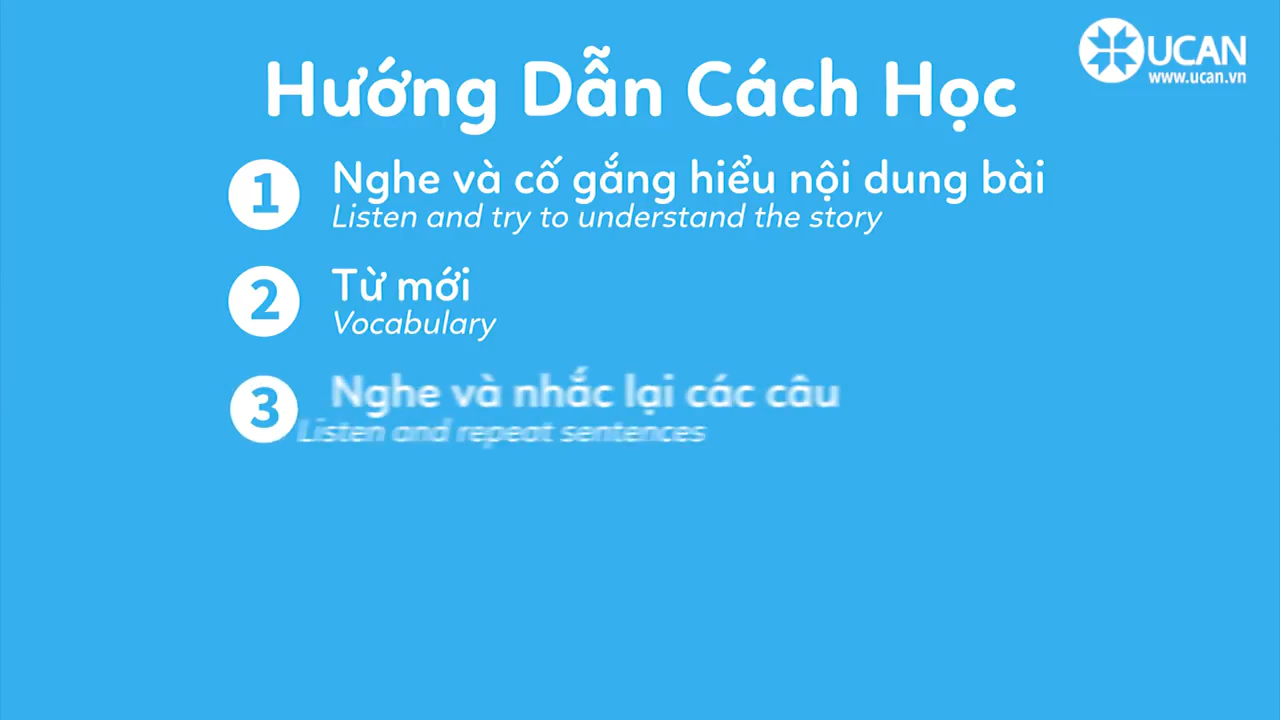 UCAN
www.ucan.vn
Hướng Dẫn Cách Học
1 Nghe và cố gắng hiểu nội dung bài
Listen and try to understand the story
2 Từ mới
Vocabulary
3 Nghe và nhắc lại các câu
Listen and repeat sentences